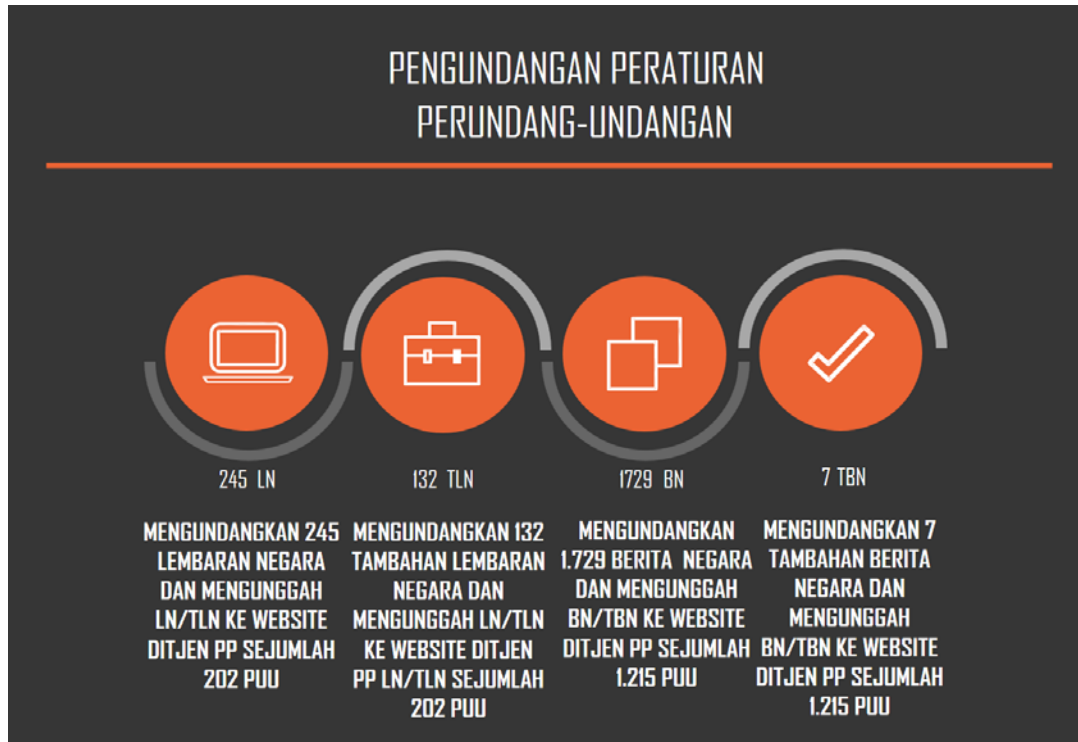 PENGUNDANGAN PERATURAN
PERUNDANG-UNDANGAN
245 LN
MENGUNDANGKAN 245
LEMBARAN NEGARA
DAN MENGUNGGAH
LN/TLN KE WEBSITE
DITJEN PP SEJUMLAH
202 PUU
132 TLN
MENGUNDANGKAN 132
TAMBAHAN LEMBARAN
NEGARA DAN
MENGUNGGAH LN/TLN
KE WEBSITE DITJEN
PP LN/TLN SEJUMLAH
202 PUU
1729 BN
MENGUNDANGKAN
1.729 BERITA NEGARA
DAN MENGUNGGAH
BN/TBN KE WEBSITE
DITJEN PP SEJUMLAH
1.215 PUU
7 TBN
MENGUNDANGKAN 7
TAMBAHAN BERITA
NEGARA DAN
MENGUNGGAH
BN/TBN KE WEBSITE
DITJEN PP SEJUMLAH
1.215 PUU